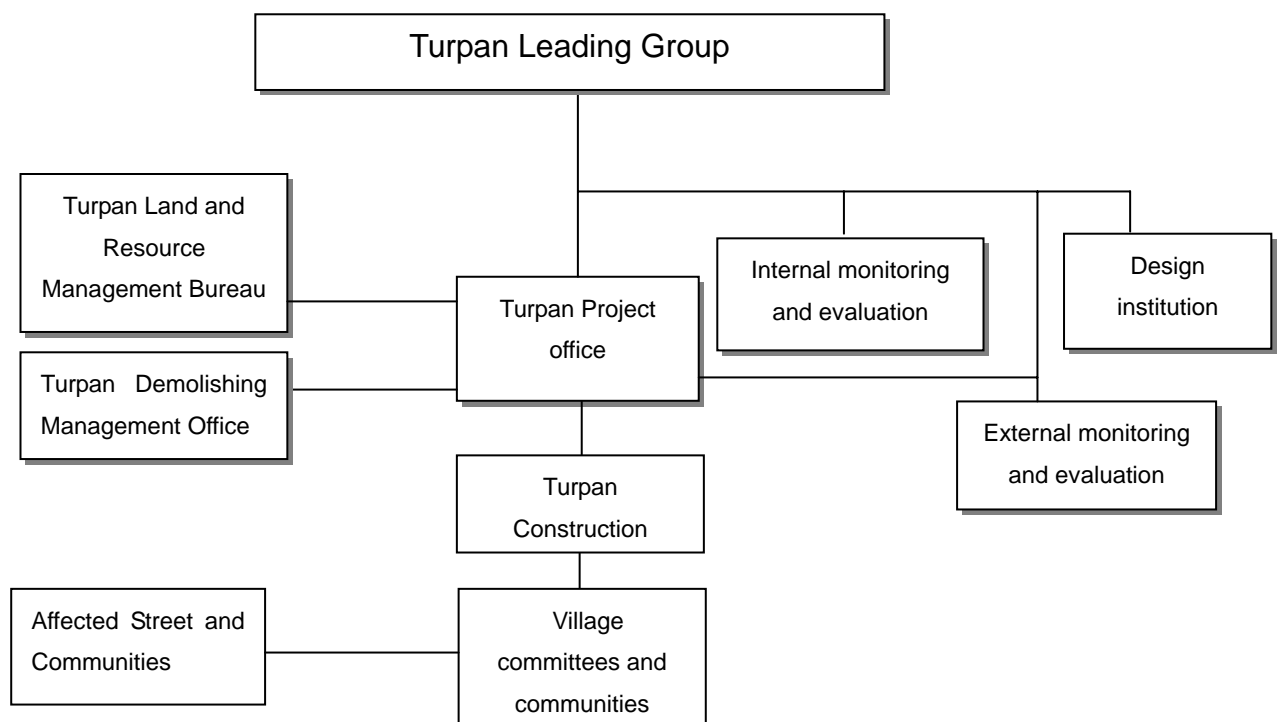 Turpan Leading Group
Turpan Land and
Resource
Management Bureau
Internal monitoring
and evaluation
Design
institution
Turpan Project
office
Turpan Demolishing
Management Office
External monitoring
and evaluation
Turpan
Construction
Affected Street and
Communities
Village
committees and
communities